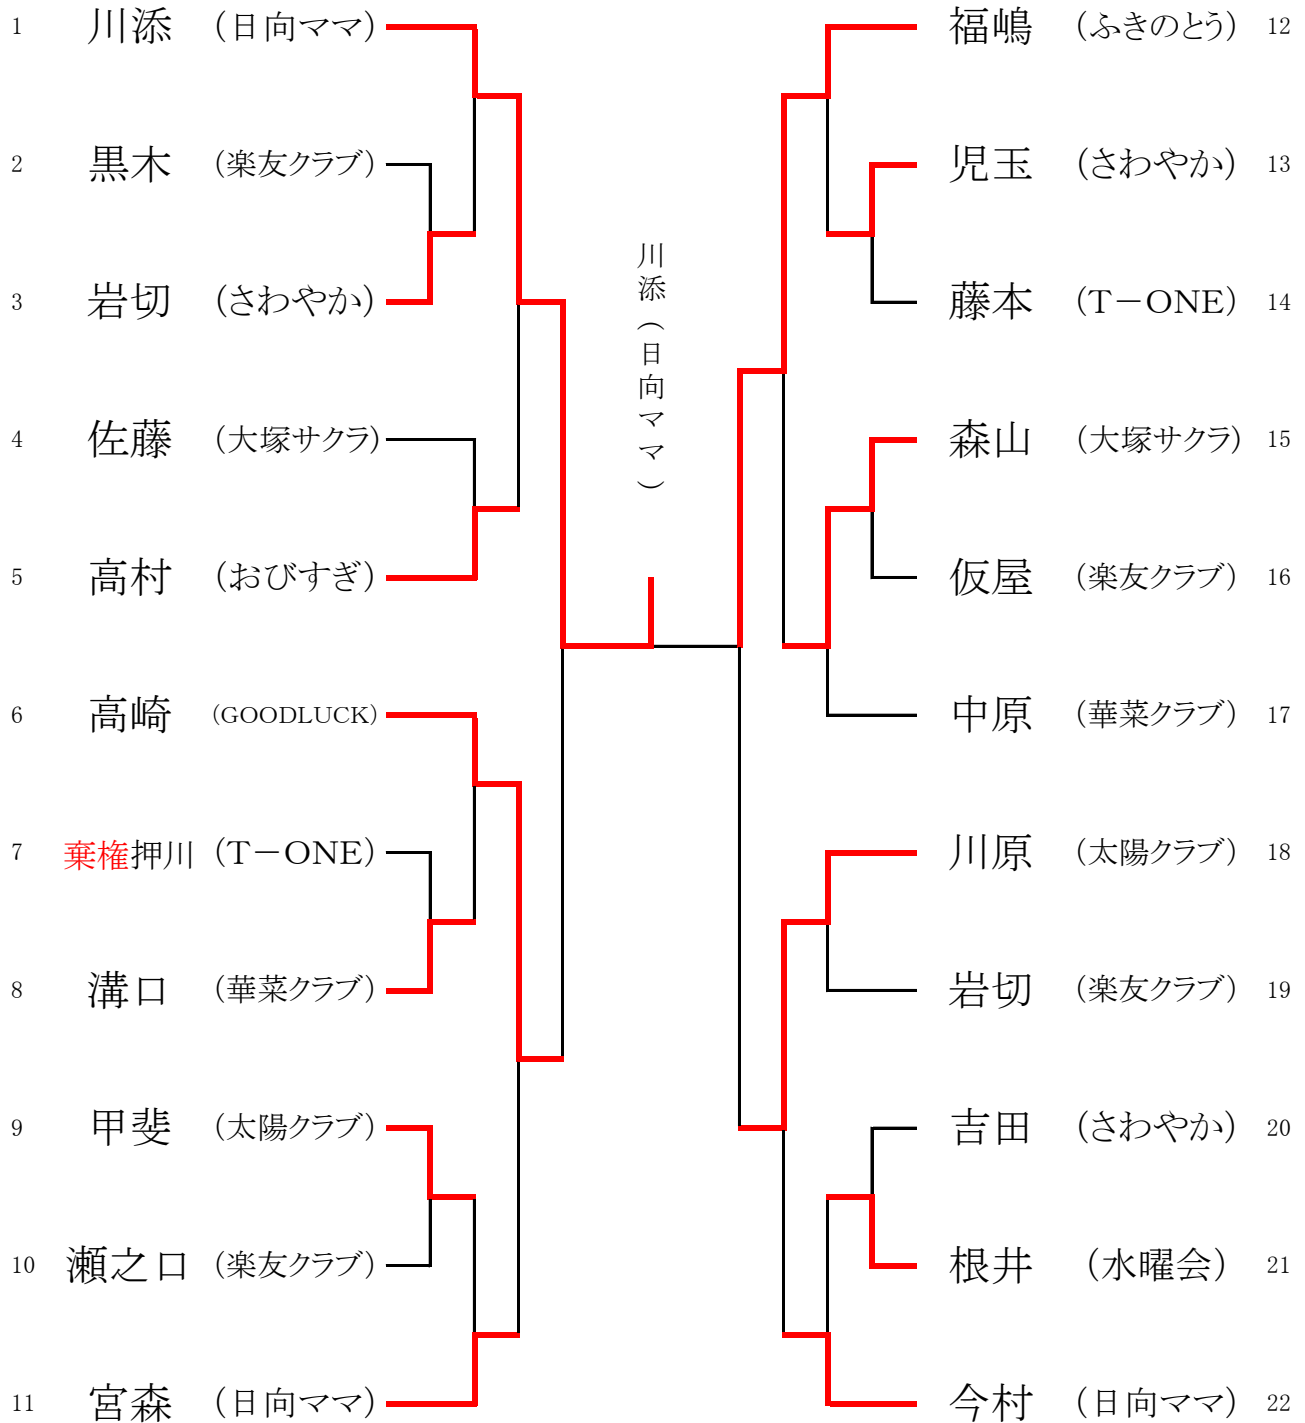 1 川添 (日向ママ)
2 黒木 (楽友クラブ)
3 岩切 (さわやか)
4 佐藤 (大塚サクラ)
5 高村 (おびすぎ)
6 高崎 (GOODLUCK)
7 棄権押川 (T－ONE)
8 溝口 (華菜クラブ)
9 甲斐 (太陽クラブ)
10 瀬之口 (楽友クラブ)
11 宮森 (日向ママ)
川添(日向ママ)
福嶋 (ふきのとう) 12
児玉 (さわやか) 13
藤本 (T－ONE) 14
森山 (大塚サクラ) 15
仮屋 (楽友クラブ) 16
中原 (華菜クラブ) 17
川原 (太陽クラブ) 18
岩切 (楽友クラブ) 19
吉田 (さわやか) 20
根井 (水曜会) 21
今村 (日向ママ) 22